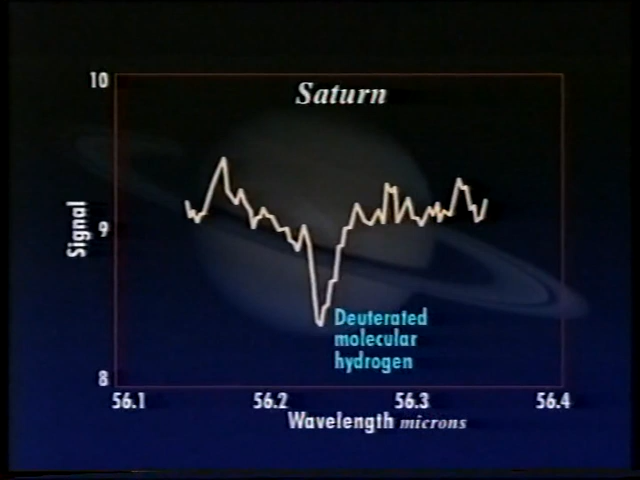 Saturn
10
9
8
Signal
Deuterated
molecular
hydrogen
56.1 56.2 56.3 56.4
Wavelength microns